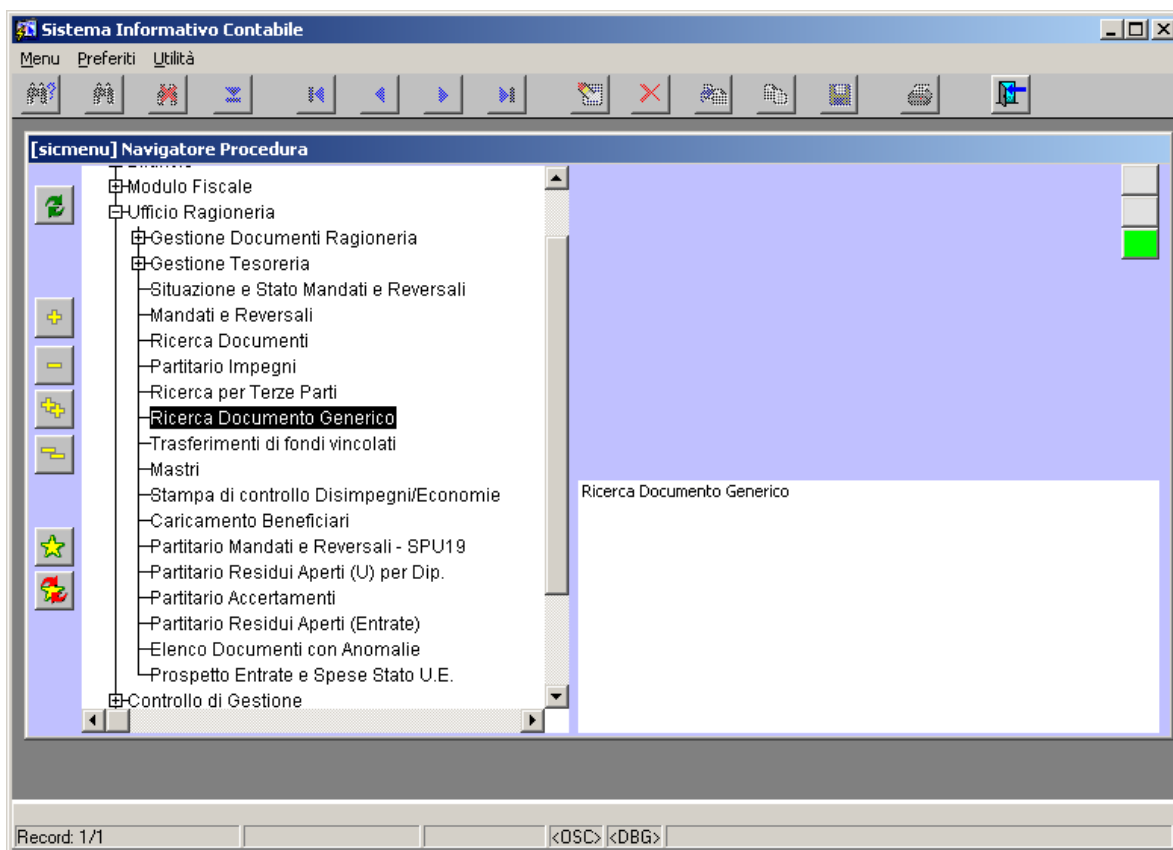 Sistema Informativo Contabile
Menu Preferiti Utilità
[sicmenu] Navigatore Procedura
Modulo Fiscale
Ufficio Ragioneria
Gestione Documenti Ragioneria
Gestione Tesoreria
Situazione e Stato Mandati e Reversali
Mandati e Reversali
Ricerca Documenti
Partitario Impegni
Ricerca per Terze Parti
Ricerca Documento Generico
Trasferimenti di fondi vincolati
Mastri
Stampa di controllo Disimpegni/Economie
Caricamento Beneficiari
Partitario Mandati e Reversali - SPU19
Partitario Residui Aperti (U) per Dip.
Partitario Accertamenti
Partitario Residui Aperti (Entrate)
Elenco Documenti con Anomalie
Prospetto Entrate e Spese Stato U.E.
Controllo di Gestione
Ricerca Documento Generico
Record: 1/1 <OSC> <DBG>